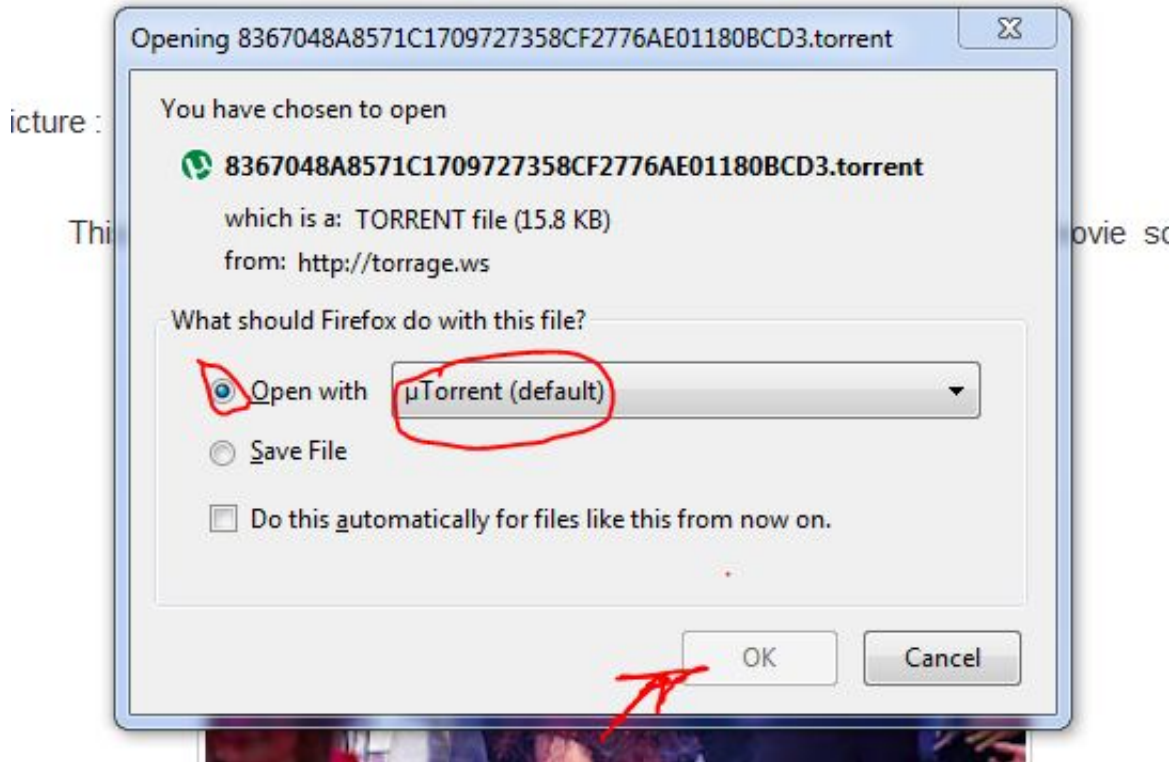 Opening 8367048A8571C1709727358CF2776AE01180BCD3.torrent
You have chosen to open
icture :
8367048A8571C1709727358CF2776AE01180BCD3.torrent
which is a: TORRENT file (15.8 KB)
Thi ovie sc
from: http://torrage.ws
What should Firefox do with this file?
Open with µTorrent (default)
Save File
Do this automatically for files like this from now on.
OK Cancel